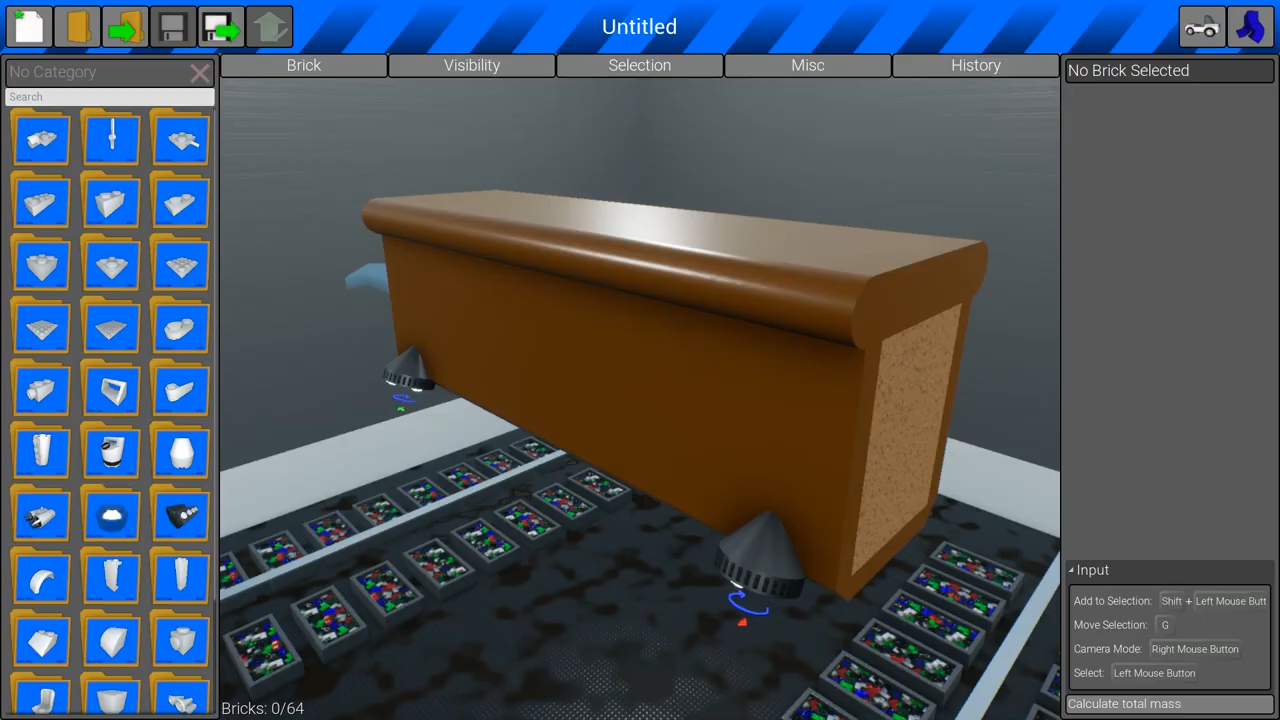 Untitled
No Category
Search
Brick
Visibility
Selection
Misc
History
No Brick Selected
Input
Add to Selection: Shift + Left Mouse Butt
Move Selection: G
Camera Mode: Right Mouse Button
Select: Left Mouse Button
Calculate total mass
Bricks: 0/64